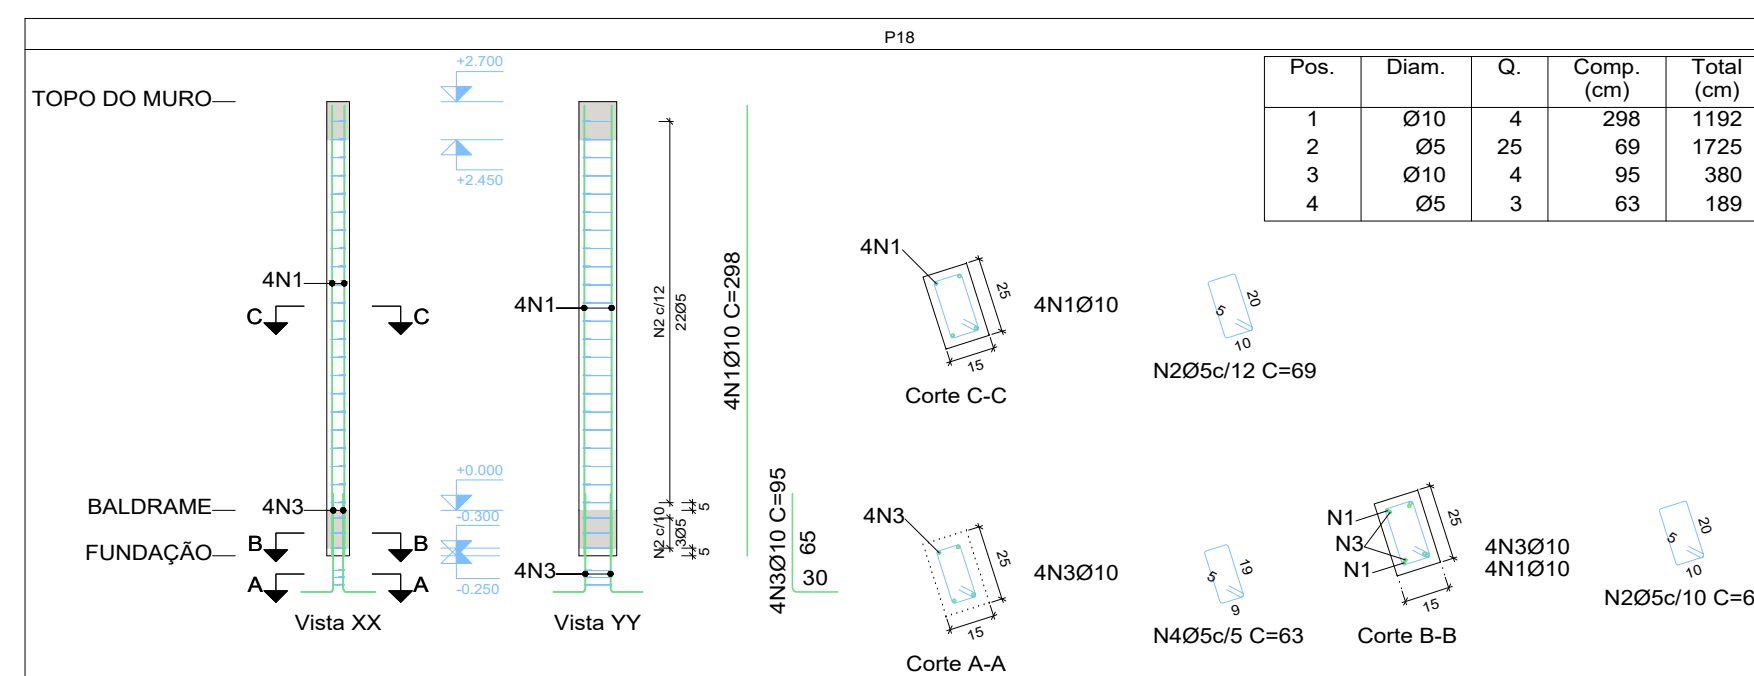 P18
Pos. Diam. Q. Comp. (cm) Total (cm)
1 Ø10 4 298 1192
2 Ø5 25 69 1725
3 Ø10 4 95 380
4 Ø5 3 63 189
TOPO DO MURO
+2.700
+2.450
4N1
C C
4N1
N2 c/12
22Ø5
4N1Ø10 C=298
4N1
25
15
4N1Ø10
Corte C-C
20
5
10
N2Ø5c/12 C=69
BALDRAME
4N3
+0.000
-0.300
FUNDAÇÃO
B B
A A
-0.250
4N3
N2 c/10
3Ø5
5
5
4N3Ø10 C=95
65
30
Vista XX
Vista YY
4N3
25
15
4N3Ø10
Corte A-A
19
5
9
N4Ø5c/5 C=63
N1
N3
N1
25
15
4N3Ø10
4N1Ø10
Corte B-B
20
5
10
N2Ø5c/10 C=6